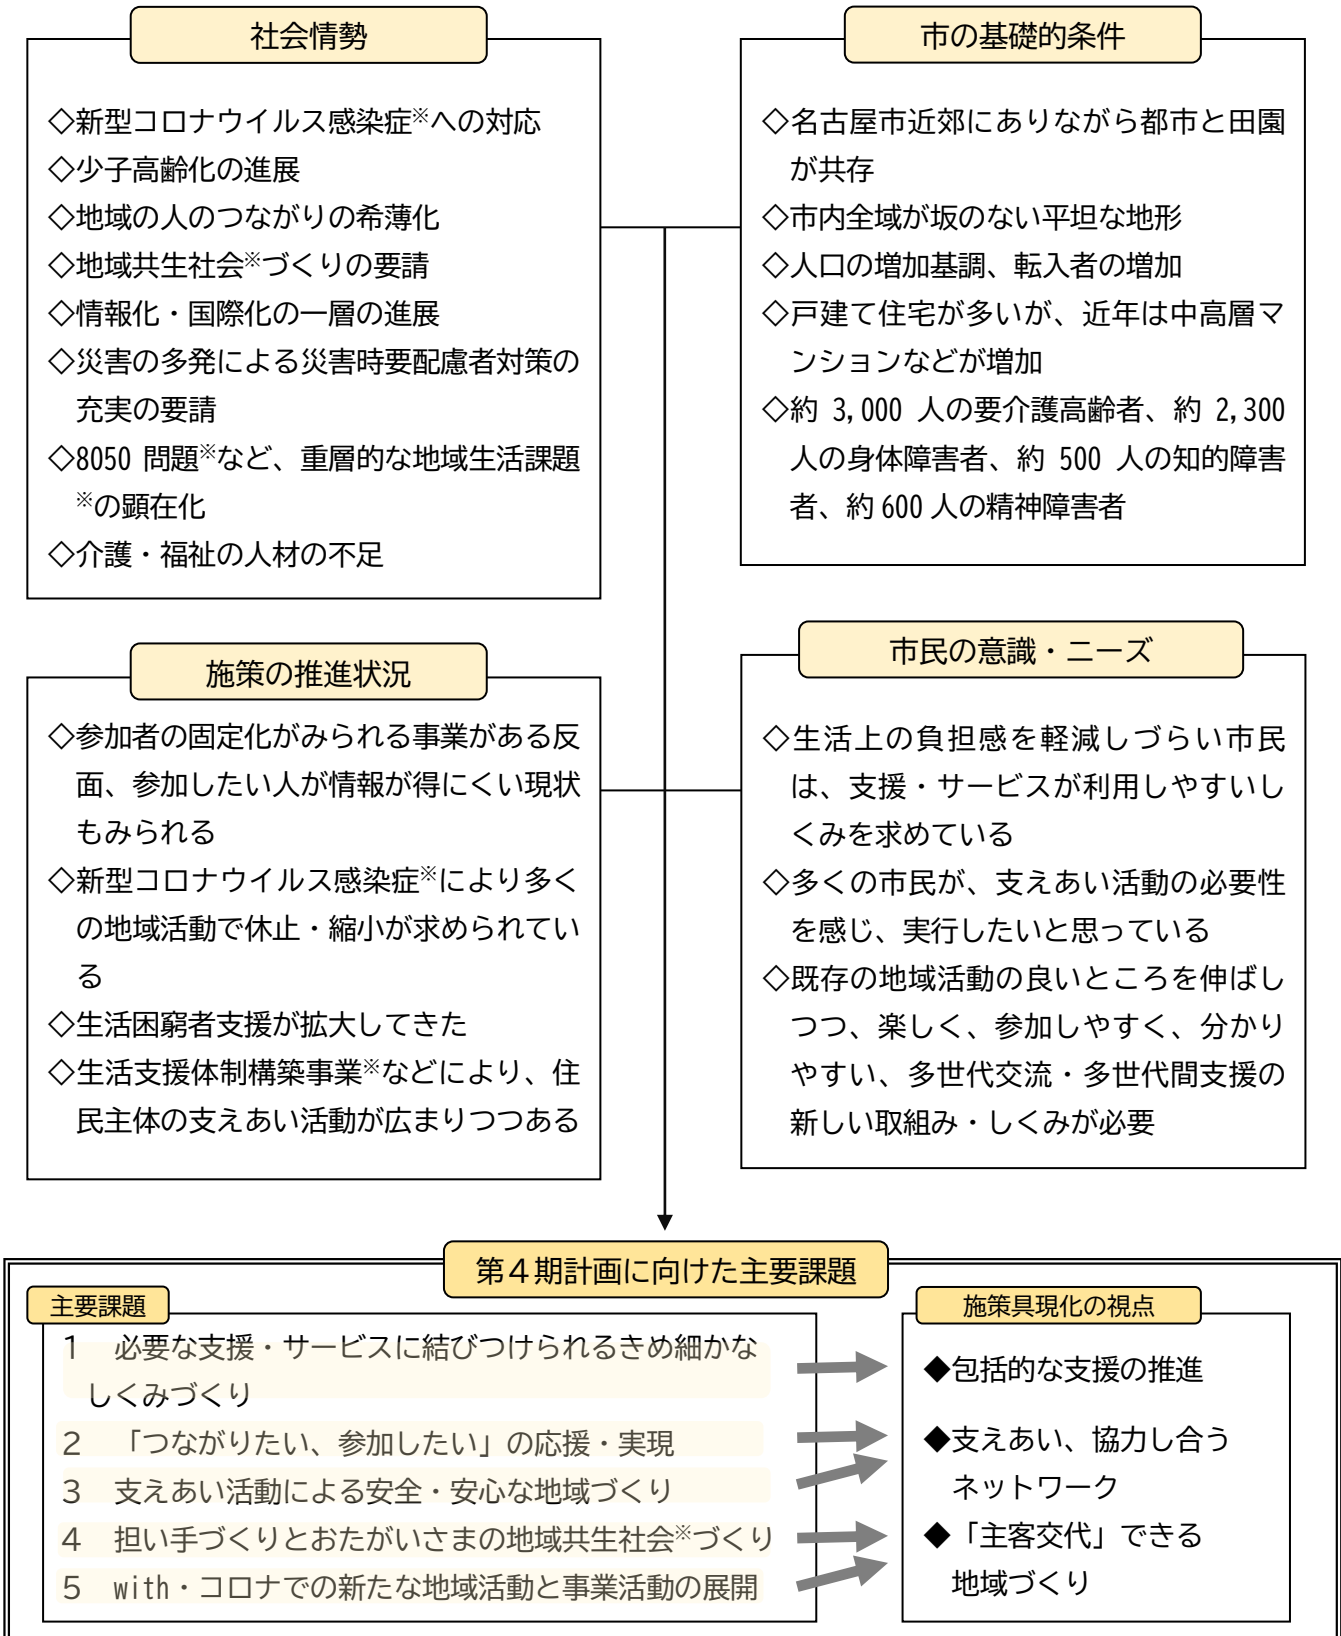 社会情勢
◇新型コロナウイルス感染症※への対応
◇少子高齢化の進展
◇地域の人のつながりの希薄化
◇地域共生社会※づくりの要請
◇情報化・国際化の一層の進展
◇災害の多発による災害時要配慮者対策の
充実の要請
◇8050 問題※など、重層的な地域生活課題
※の顕在化
◇介護・福祉の人材の不足
市の基礎的条件
◇名古屋市近郊にありながら都市と田園
が共存
◇市内全域が坂のない平坦な地形
◇人口の増加基調、転入者の増加
◇戸建て住宅が多いが、近年は中高層マ
ンションなどが増加
◇約 3,000 人の要介護高齢者、約 2,300
人の身体障害者、約 500 人の知的障害
者、約 600 人の精神障害者
施策の推進状況
◇参加者の固定化がみられる事業がある反
面、参加したい人が情報が得にくい現状
もみられる
◇新型コロナウイルス感染症※により多く
の地域活動で休止・縮小が求められてい
る
◇生活困窮者支援が拡大してきた
◇生活支援体制構築事業※などにより、住
民主体の支えあい活動が広まりつつある
市民の意識・ニーズ
◇生活上の負担感を軽減しづらい市民
は、支援・サービスが利用しやすいし
くみを求めている
◇多くの市民が、支えあい活動の必要性
を感じ、実行したいと思っている
◇既存の地域活動の良いところを伸ばし
つつ、楽しく、参加しやすく、分かり
やすい、多世代交流・多世代間支援の
新しい取組み・しくみが必要
第４期計画に向けた主要課題
主要課題
１　必要な支援・サービスに結びつけられるきめ細かな
しくみづくり
２　「つながりたい、参加したい」の応援・実現
３　支えあい活動による安全・安心な地域づくり
４　担い手づくりとおたがいさまの地域共生社会※づくり
５　with・コロナでの新たな地域活動と事業活動の展開
施策具現化の視点
◆包括的な支援の推進
◆支えあい、協力し合う
ネットワーク
◆「主客交代」できる
地域づくり